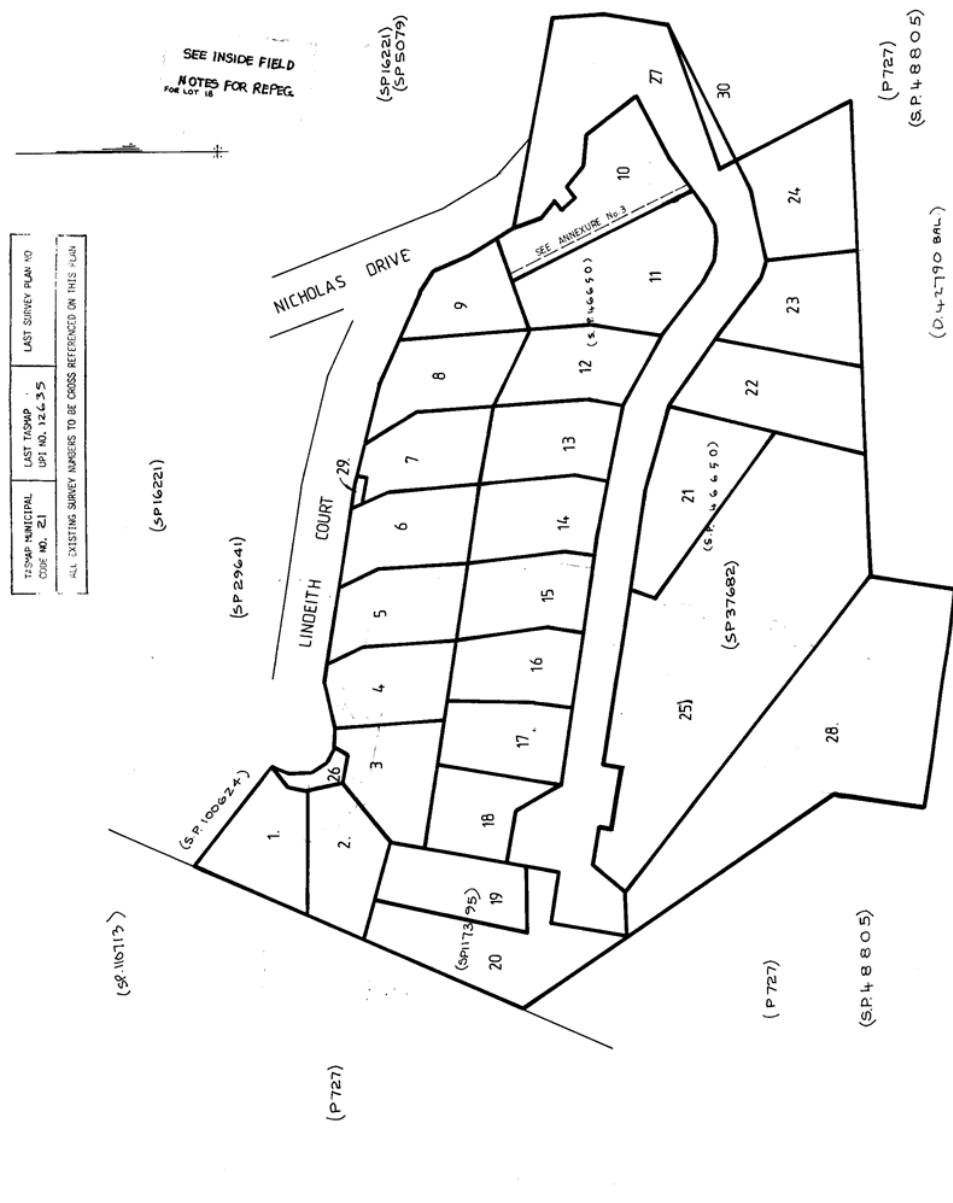 SEE INSIDE FIELD
NOTES FOR REPEG.
FOR LOT 18
TASMAP MUNICIPAL
CODE NO. 21
LAST TASMAP
UPI NO. 12635
LAST SURVEY PLAN NO
ALL EXISTING SURVEY NUMBERS TO BE CROSS REFERENCED ON THIS PLAN
(SP16221)
(SP5079)
(P727)
(S.P. 48805)
(D.42790 BAL.)
(SP16221)
(SP29641)
NICHOLAS DRIVE
LINDEITH COURT
SEE ANNEXURE No. 3
(S.P. 46650)
(S.P. 46650)
(SP37682)
(S.P. 100624)
(SP.110713)
(SP117395)
(P727)
(P727)
(S.P. 48805)
1.
2.
3
4
5
6
7
8
9
10
11
12
13
14
15
16
17
18
19
20
21
22
23
24
25
26
27
28.
29.
30